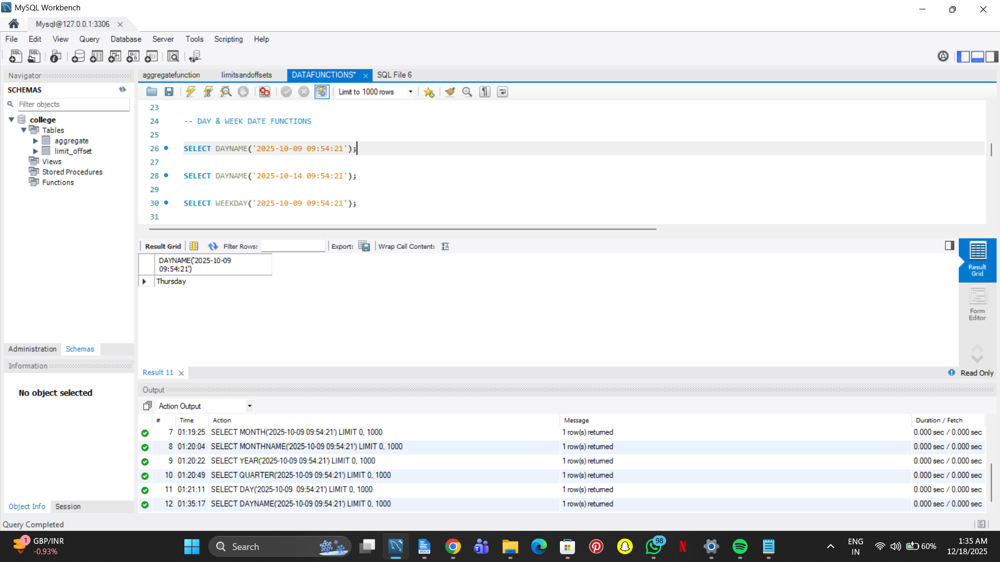 MySQL Workbench
Mysql@127.0.0.1:3306
File Edit View Query Database Server Tools Scripting Help
Navigator
SCHEMAS
Filter objects
college
Tables
aggregate
limit_offset
Views
Stored Procedures
Functions
Administration Schemas
Information
No object selected
Object Info Session
aggregatefunction limitsandoffsets DATAFUNCTIONS* SQL File 6
Limit to 1000 rows
23
24 -- DAY & WEEK DATE FUNCTIONS
25
26 SELECT DAYNAME('2025-10-09 09:54:21');
27
28 SELECT DAYNAME('2025-10-14 09:54:21');
29
30 SELECT WEEKDAY('2025-10-09 09:54:21');
31
Result Grid Filter Rows: Export: Wrap Cell Content:
DAYNAME('2025-10-09
09:54:21')
Thursday
Result
Grid
Form
Editor
Result 11 Read Only
Output
Action Output
# Time Action Message Duration / Fetch
7 01:19:25 SELECT MONTH('2025-10-09 09:54:21') LIMIT 0, 1000 1 row(s) returned 0.000 sec / 0.000 sec
8 01:20:04 SELECT MONTHNAME('2025-10-09 09:54:21') LIMIT 0, 1000 1 row(s) returned 0.000 sec / 0.000 sec
9 01:20:22 SELECT YEAR('2025-10-09 09:54:21') LIMIT 0, 1000 1 row(s) returned 0.000 sec / 0.000 sec
10 01:20:49 SELECT QUARTER('2025-10-09 09:54:21') LIMIT 0, 1000 1 row(s) returned 0.000 sec / 0.000 sec
11 01:21:11 SELECT DAY('2025-10-09  09:54:21') LIMIT 0, 1000 1 row(s) returned 0.000 sec / 0.000 sec
12 01:35:17 SELECT DAYNAME('2025-10-09 09:54:21') LIMIT 0, 1000 1 row(s) returned 0.000 sec / 0.000 sec
Query Completed
1
GBP/INR
-0.93%
Search
DOCX
98
ENG
IN
60%
1:35 AM
12/18/2025